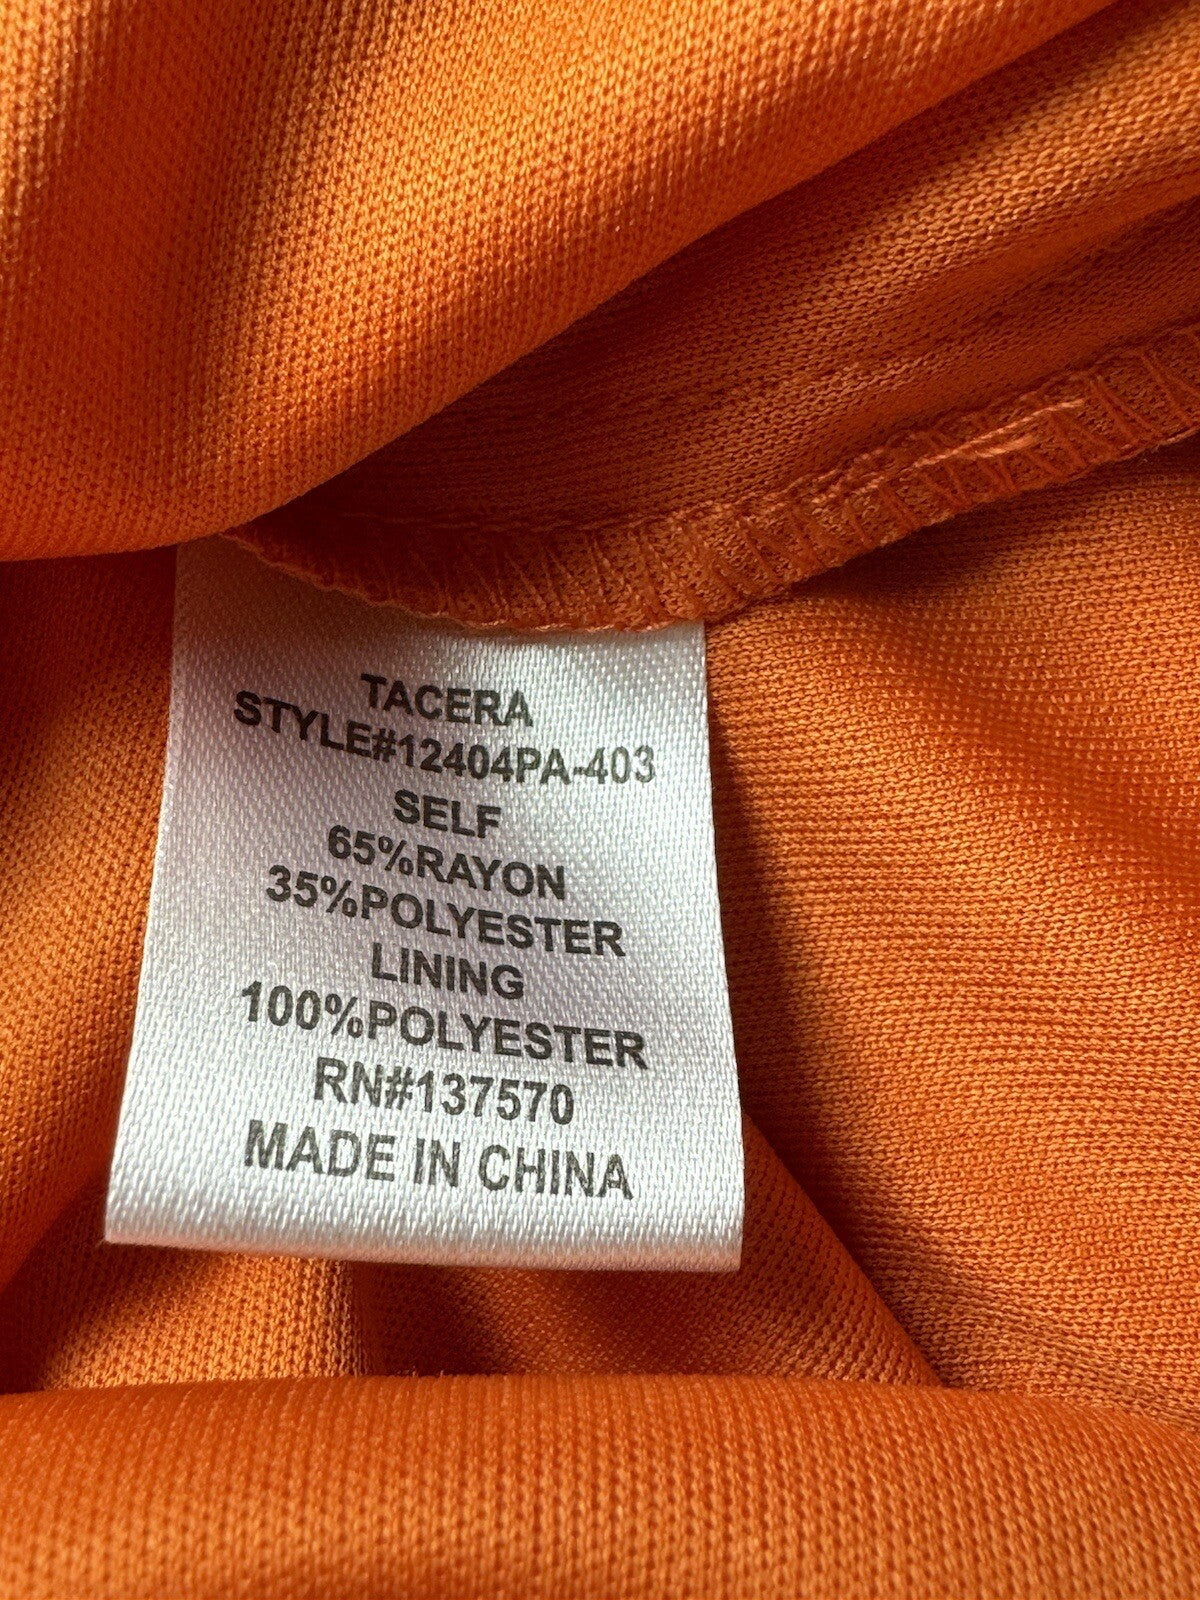 TACERA
STYLE#12404PA-403
SELF
65%RAYON
35%POLYESTER
LINING
100%POLYESTER
RN#137570
MADE IN CHINA